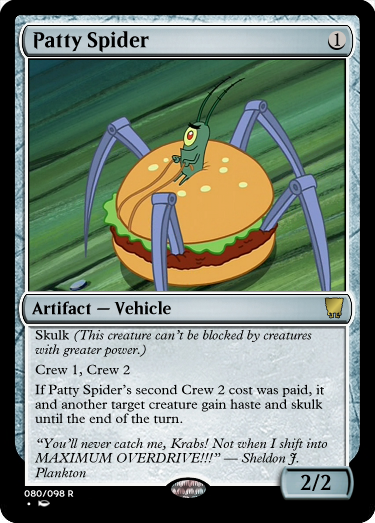 Patty Spider 1
Artifact — Vehicle
Skulk (This creature can't be blocked by creatures
with greater power.)
Crew 1, Crew 2
If Patty Spider's second Crew 2 cost was paid, it
and another target creature gain haste and skulk
until the end of the turn.
"You'll never catch me, Krabs! Not when I shift into
MAXIMUM OVERDRIVE!!!" — Sheldon J.
Plankton
2/2
080/098 R